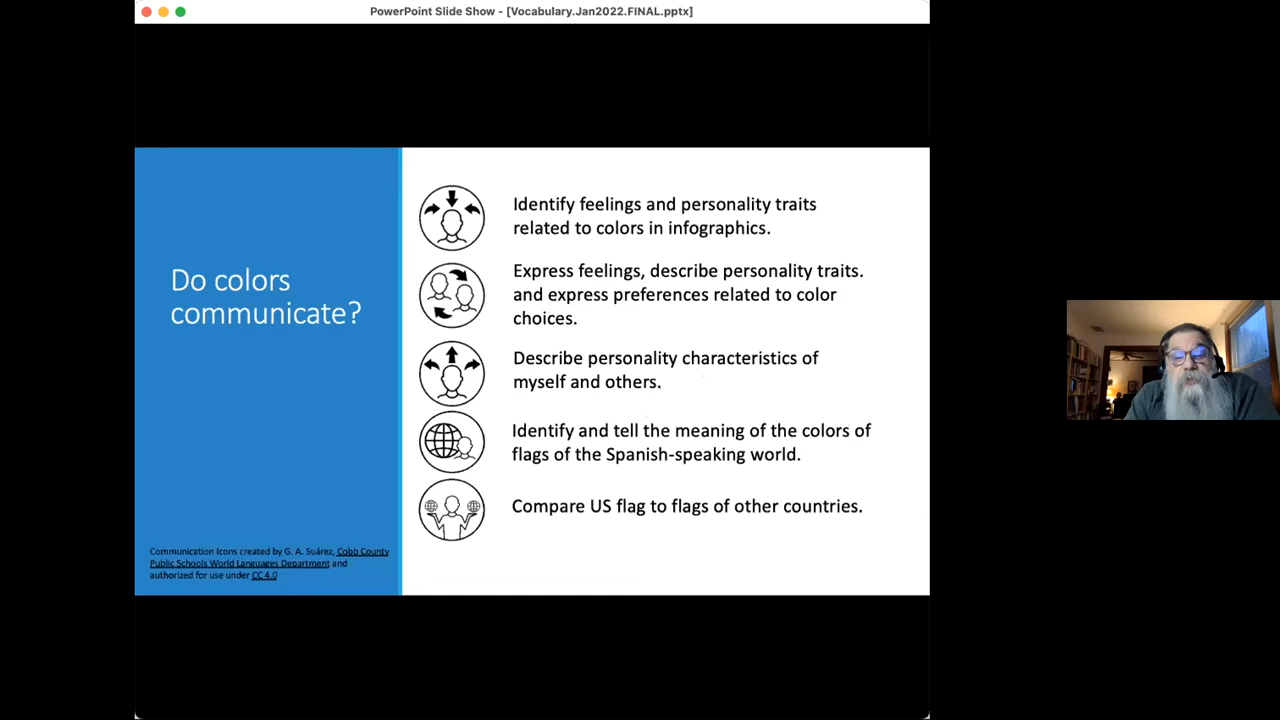 PowerPoint Slide Show - [Vocabulary.Jan2022.FINAL.pptx]
Do colors
communicate?
Communication Icons created by G. A. Suárez, Cobb County
Public Schools World Languages Department and
authorized for use under CC 4.0
Identify feelings and personality traits
related to colors in infographics.
Express feelings, describe personality traits.
and express preferences related to color
choices.
Describe personality characteristics of
myself and others.
Identify and tell the meaning of the colors of
flags of the Spanish-speaking world.
Compare US flag to flags of other countries.